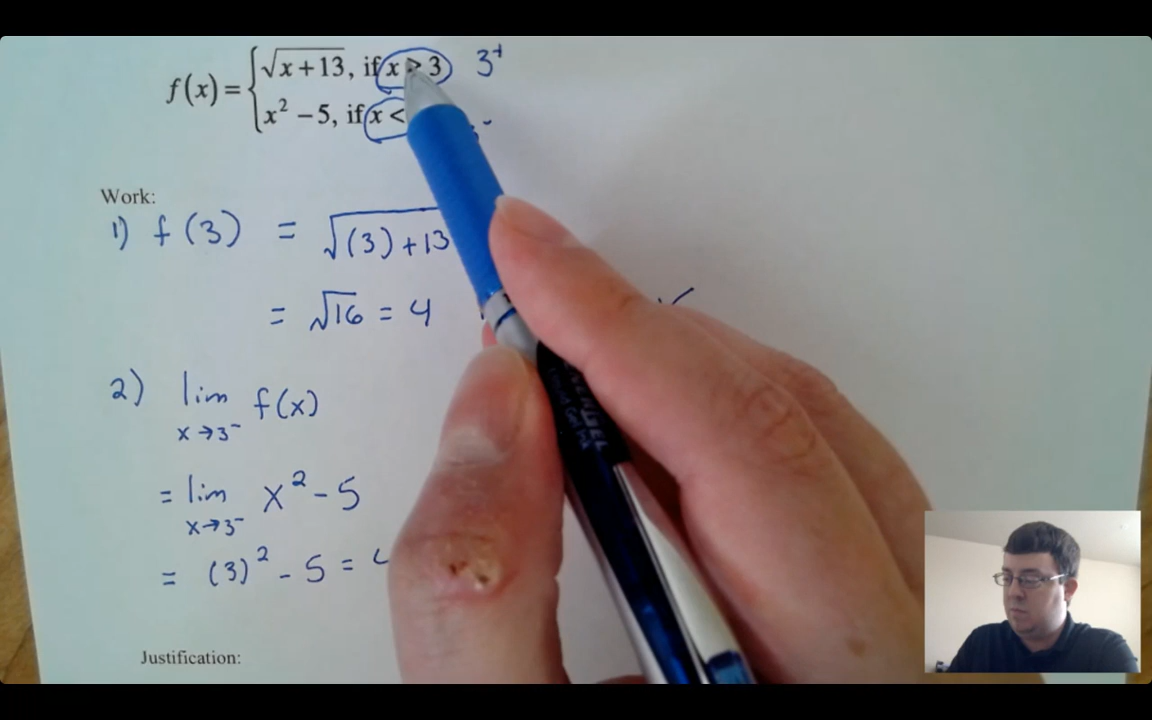 f(x) = { √x+13, if x ≥ 3 3⁺
x² − 5, if x <
Work:
1) f(3) = √(3)+13
= √16 = 4
2) lim f(x)
x→3⁻
= lim x² − 5
x→3⁻
= (3)² − 5 =
Justification: